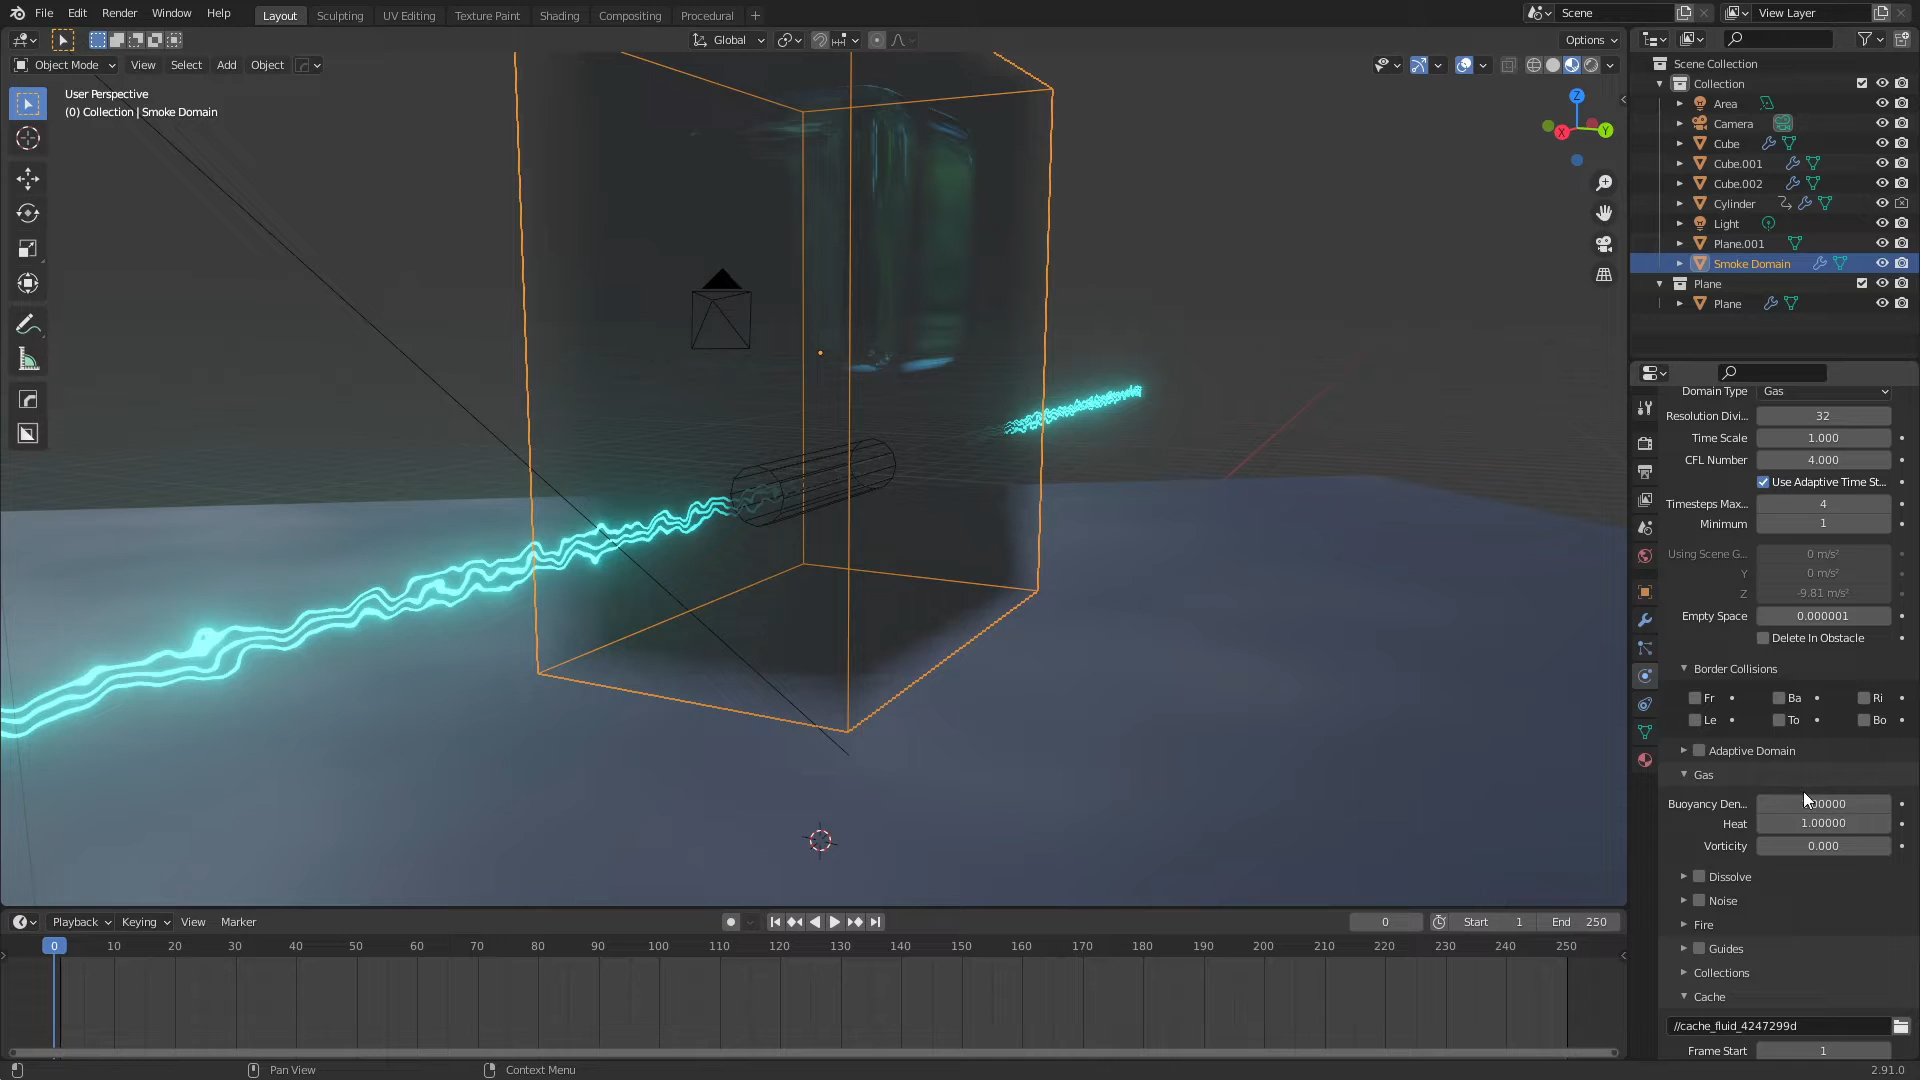 File Edit Render Window Help Layout Sculpting UV Editing Texture Paint Shading Compositing Procedural Scene View Layer
Global Options
Object Mode View Select Add Object
User Perspective
(0) Collection | Smoke Domain
Z
X Y
Scene Collection
Collection
Area
Camera
Cube
Cube.001
Cube.002
Cylinder
Light
Plane.001
Smoke Domain
Plane
Plane
Domain Type Gas
Resolution Divi... 32
Time Scale 1.000
CFL Number 4.000
Use Adaptive Time St...
Timesteps Max... 4
Minimum 1
Using Scene G... 0 m/s²
Y 0 m/s²
Z -9.81 m/s²
Empty Space 0.000001
Delete In Obstacle
Border Collisions
Fr Ba Ri
Le To Bo
Adaptive Domain
Gas
Buoyancy Den...
Heat 1.00000
Vorticity 0.000
Dissolve
Noise
Fire
Guides
Collections
Cache
//cache_fluid_4247299d
Frame Start 1
Playback Keying View Marker 0 Start 1 End 250
0 10 20 30 40 50 60 70 80 90 100 110 120 130 140 150 160 170 180 190 200 210 220 230 240 250
Pan View Context Menu 2.91.0